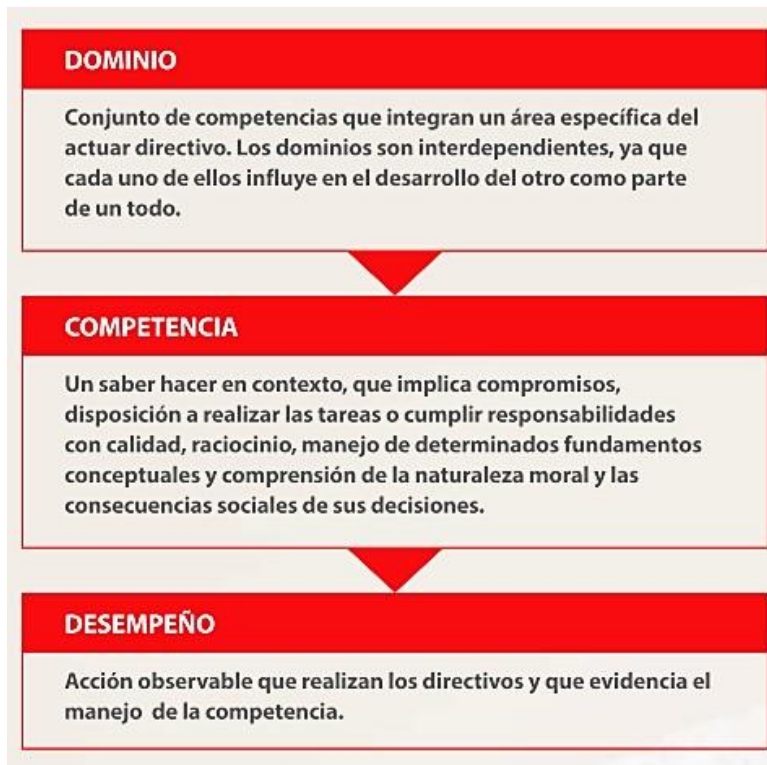 DOMINIO
Conjunto de competencias que integran un área específica del
actuar directivo. Los dominios son interdependientes, ya que
cada uno de ellos influye en el desarrollo del otro como parte
de un todo.
COMPETENCIA
Un saber hacer en contexto, que implica compromisos,
disposición a realizar las tareas o cumplir responsabilidades
con calidad, raciocinio, manejo de determinados fundamentos
conceptuales y comprensión de la naturaleza moral y las
consecuencias sociales de sus decisiones.
DESEMPEÑO
Acción observable que realizan los directivos y que evidencia el
manejo de la competencia.